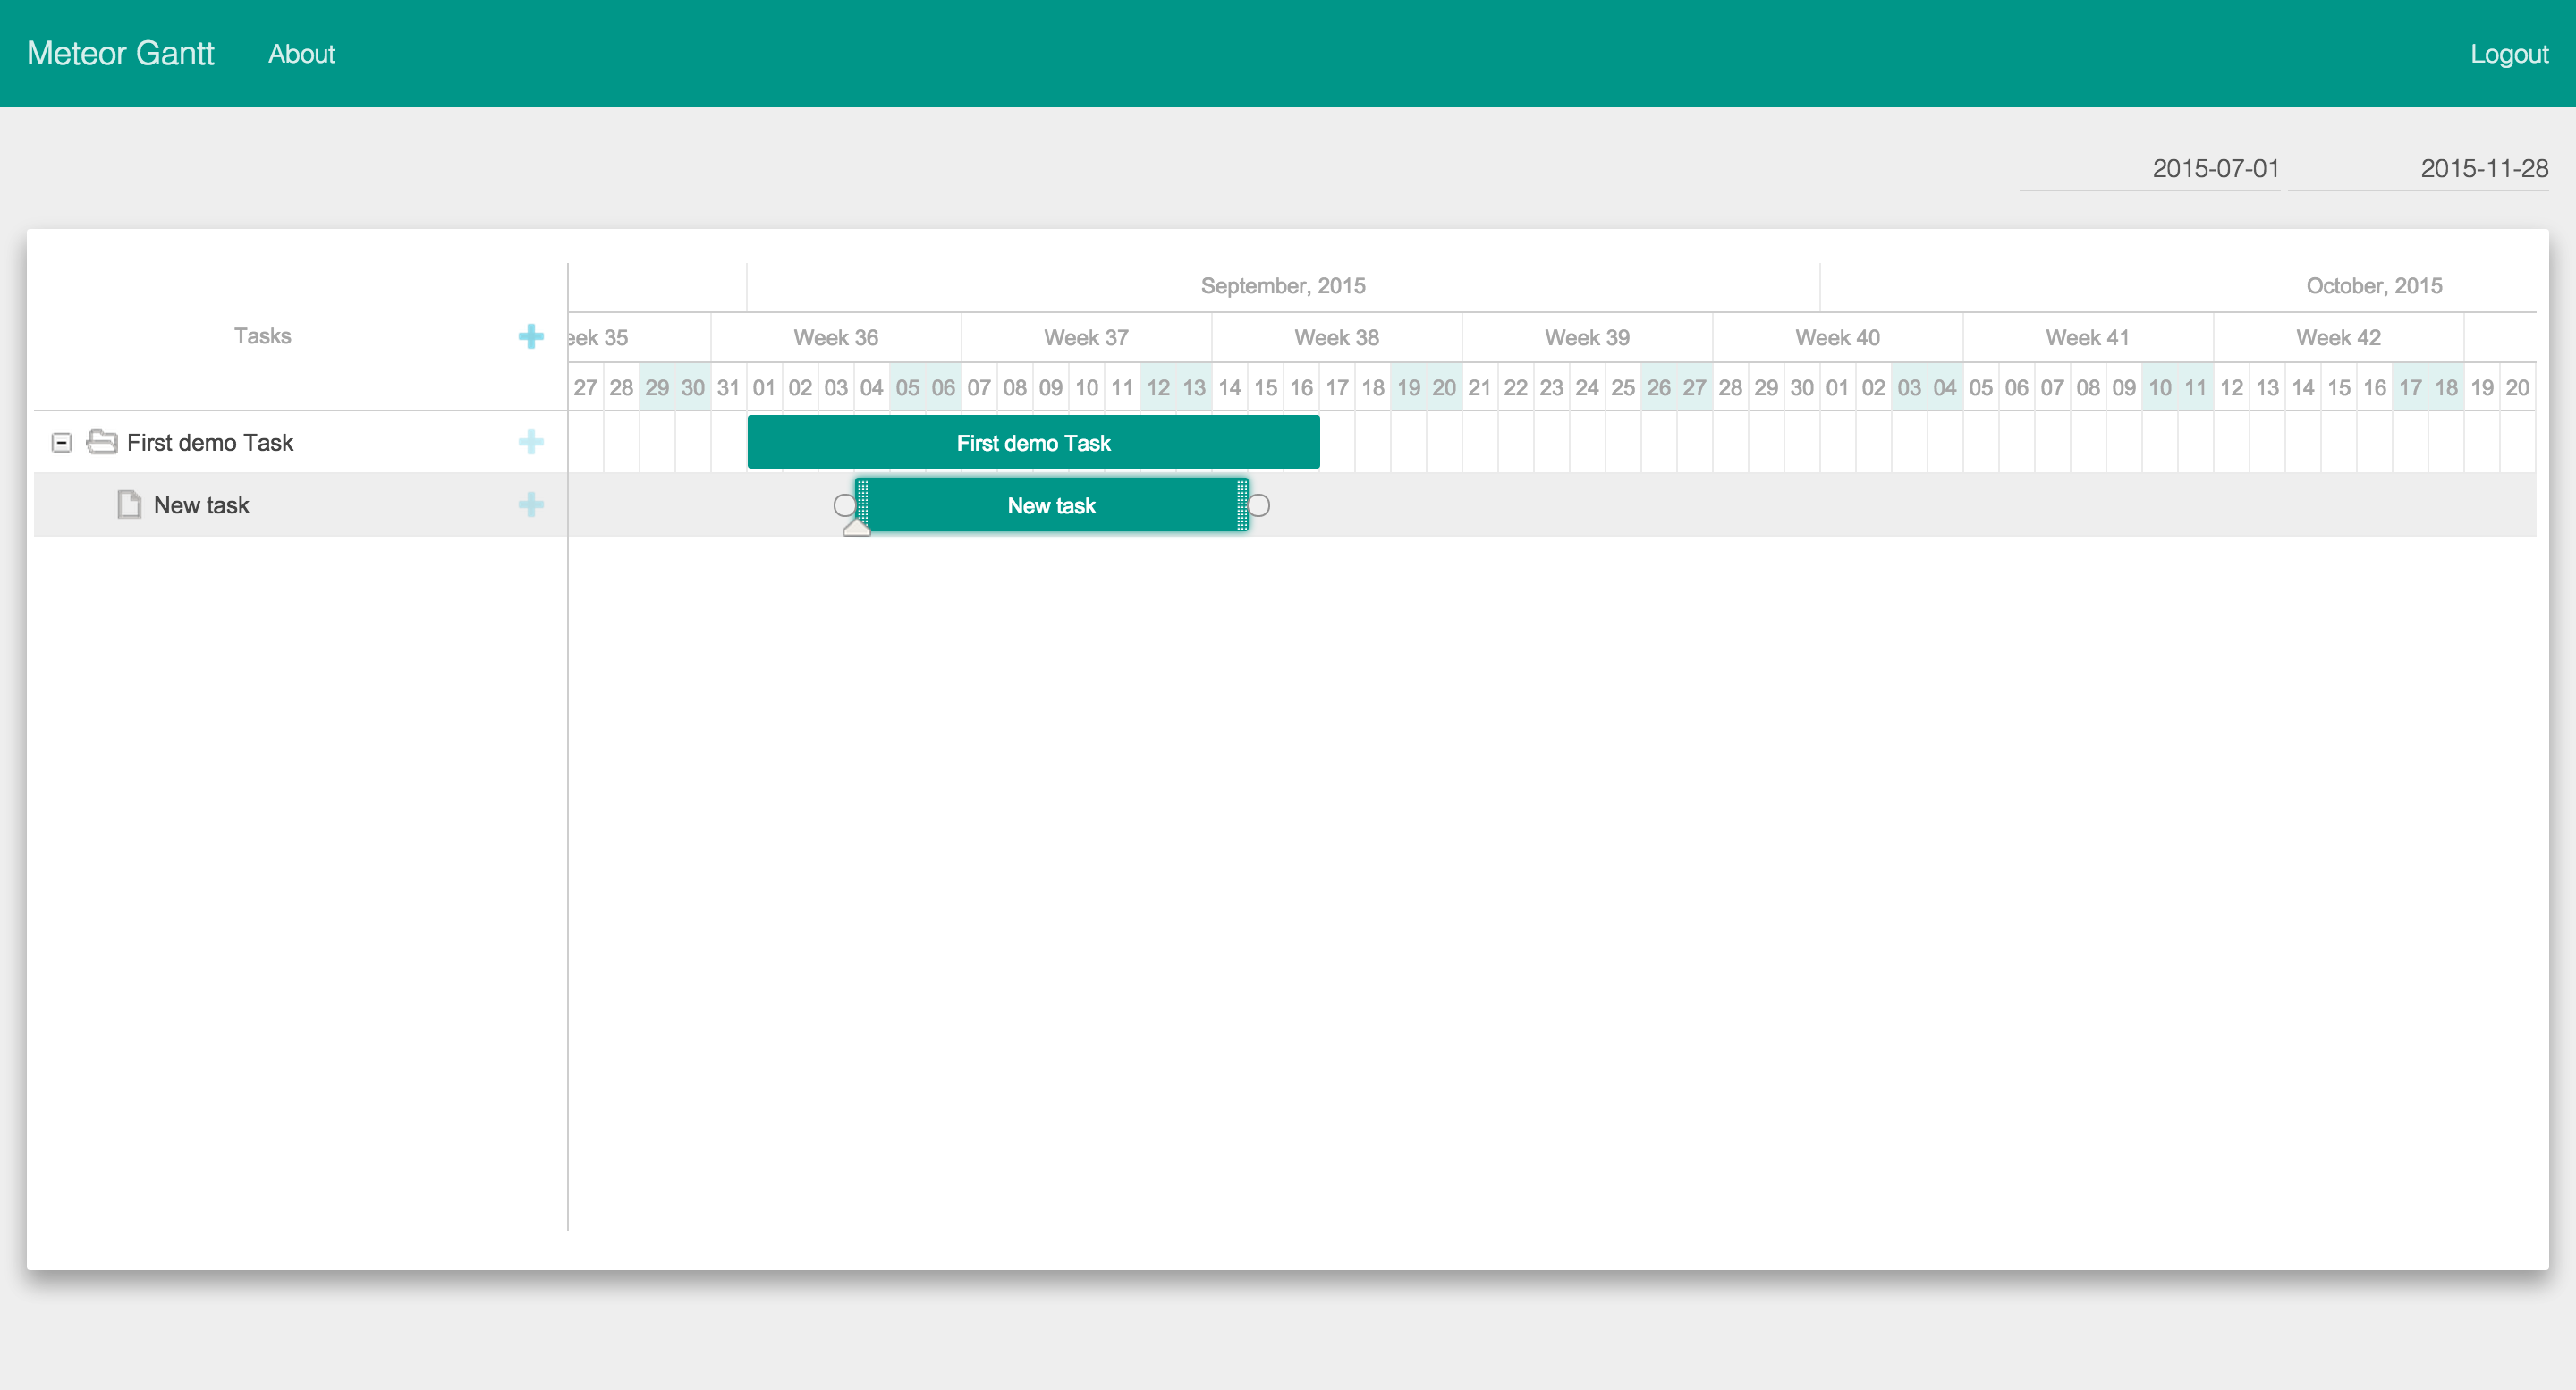 Meteor Gantt About Logout
2015-07-01 2015-11-28
September, 2015 October, 2015
Tasks
eek 35 Week 36 Week 37 Week 38 Week 39 Week 40 Week 41 Week 42
27 28 29 30 31 01 02 03 04 05 06 07 08 09 10 11 12 13 14 15 16 17 18 19 20 21 22 23 24 25 26 27 28 29 30 01 02 03 04 05 06 07 08 09 10 11 12 13 14 15 16 17 18 19 20
First demo Task First demo Task
New task New task